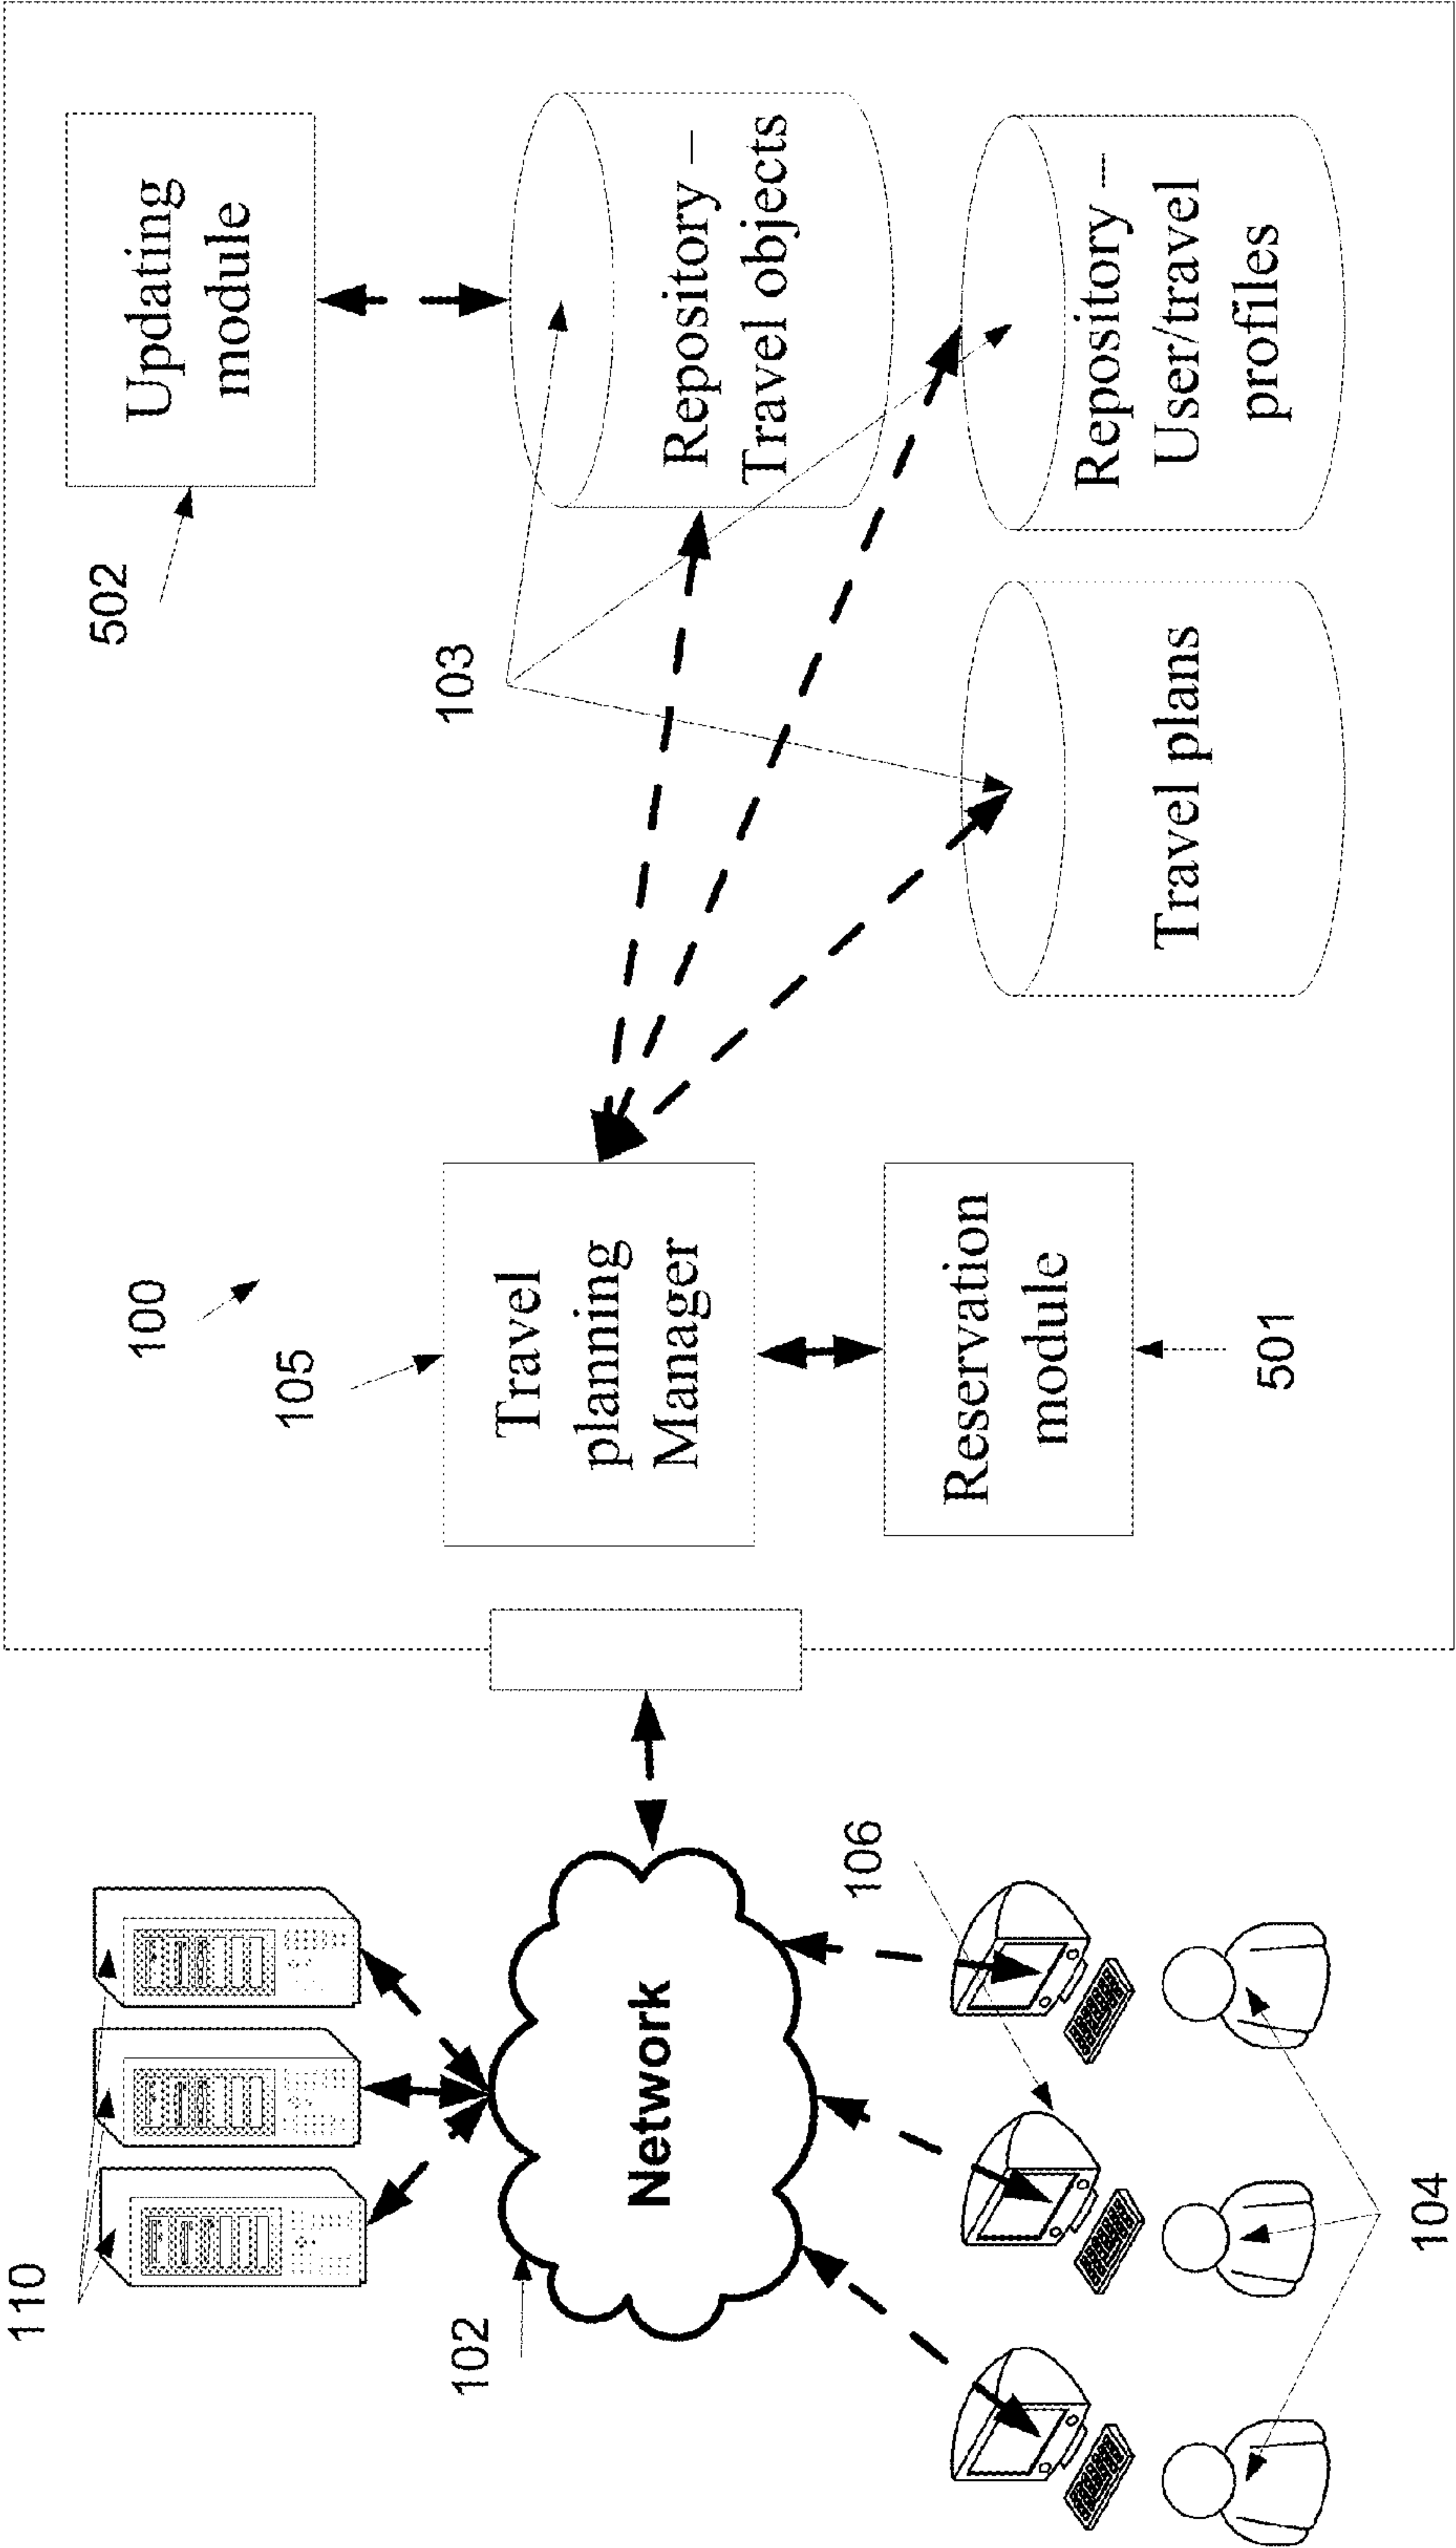 110
102
Network
106
104
100
105
Travel
planning
Manager
Reservation
module
501
502
Updating
module
103
Repository –
Travel objects
Travel plans
Repository –
User/travel
profiles